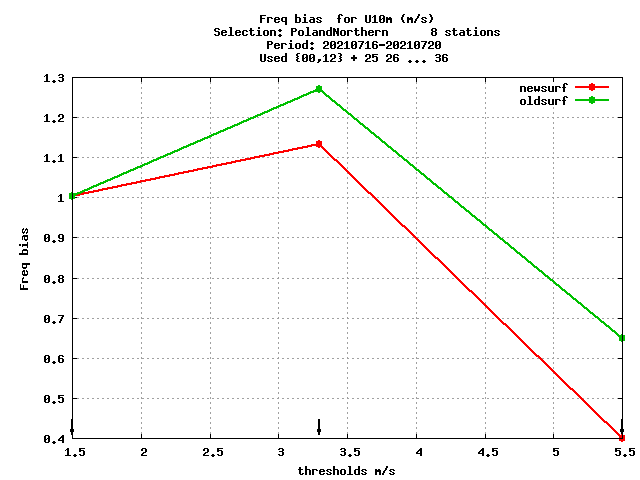 Freq bias  for U10m (m/s)
Selection: PolandNorthern      8 stations
Period: 20210716-20210720
Used {00,12} + 25 26 ... 36
newsurf
oldsurf
1.3
1.2
1.1
1
0.9
0.8
0.7
0.6
0.5
0.4
Freq bias
1.5 2 2.5 3 3.5 4 4.5 5 5.5
thresholds m/s